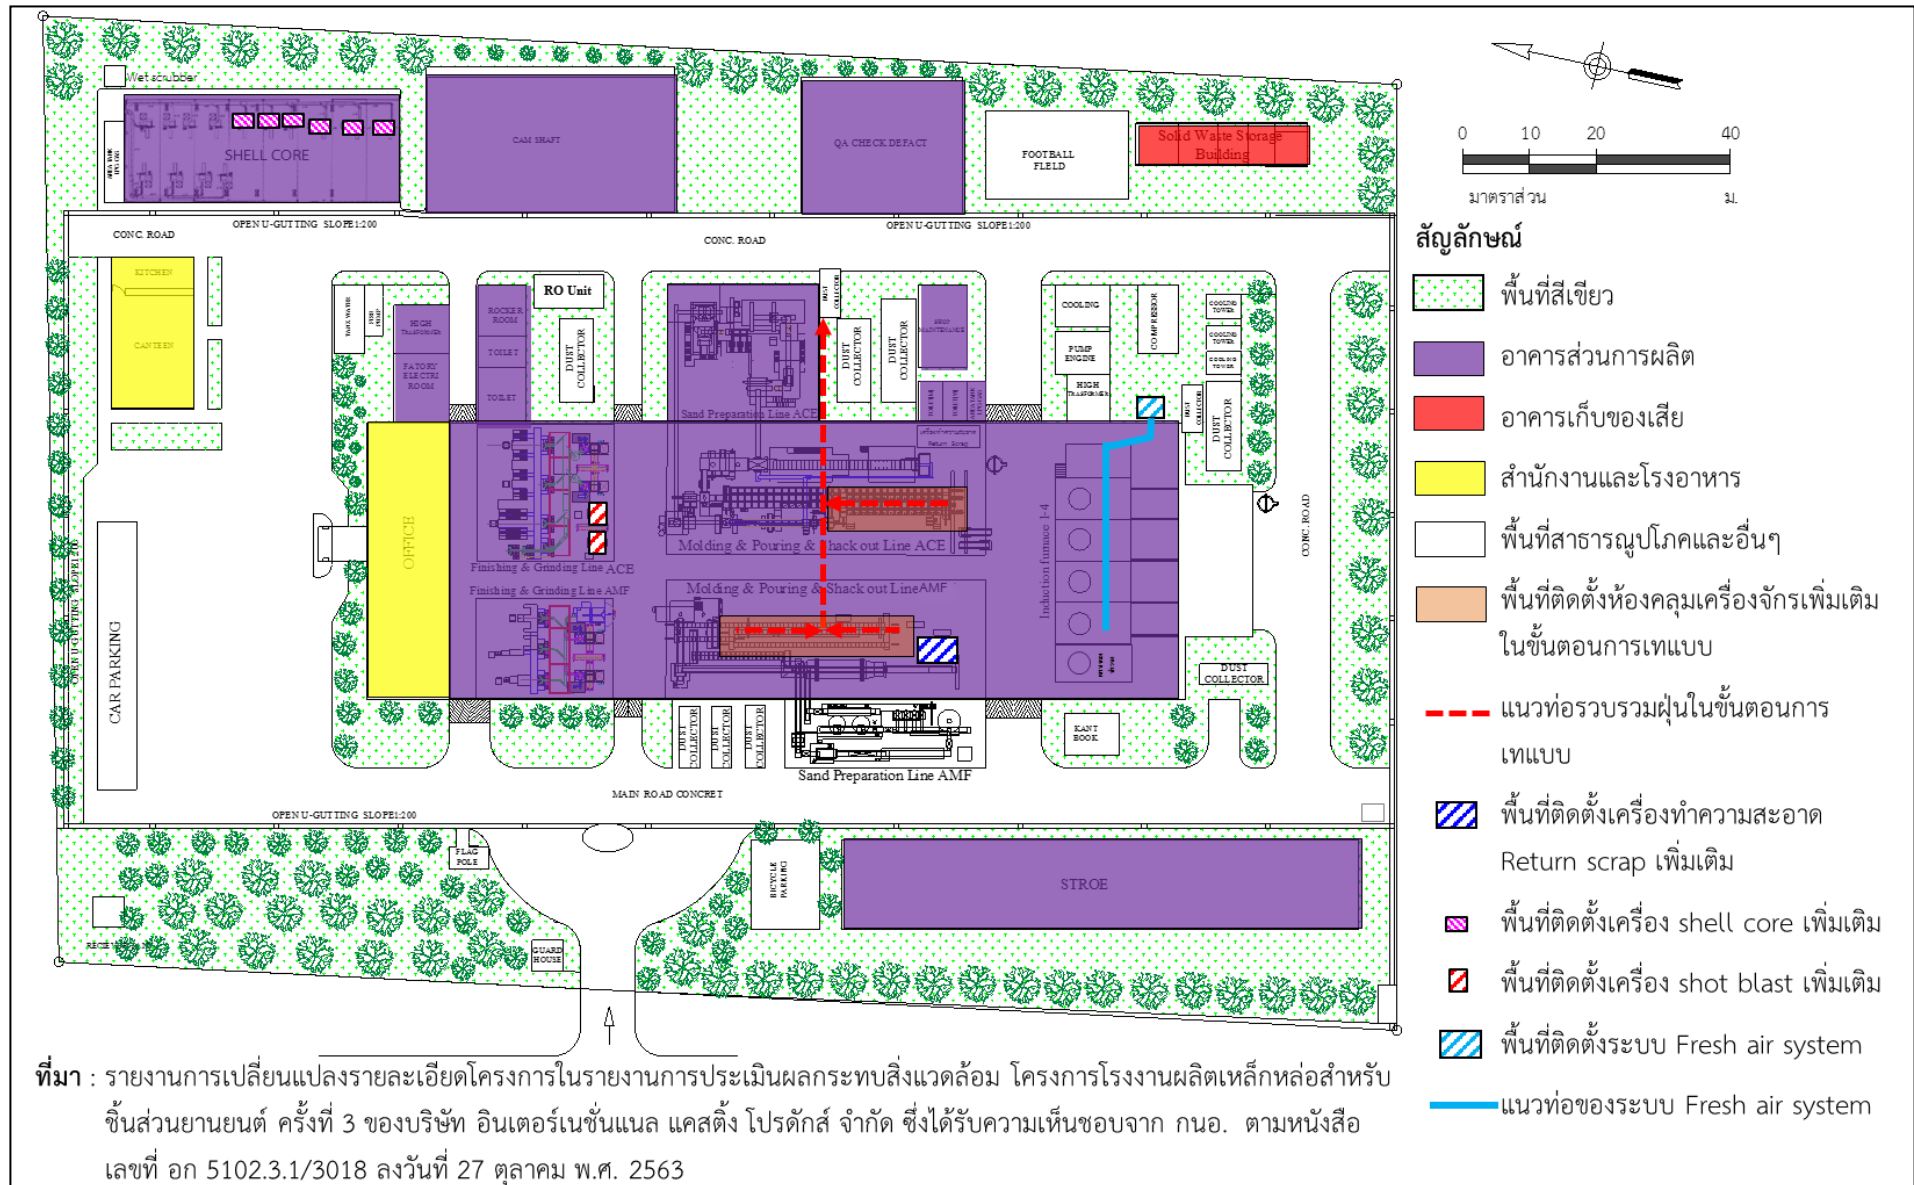 Wet scrubber
SHELL CORE
CAM SHAFT
QA CHECK DEFACT
FOOTBALL
FLELD
Solid Waste Storage
Building
0 10 20 40
มาตราส่วน ม.
OPEN U-GUTTING SLOPE1:200
OPEN U-GUTTING SLOPE1:200
CONC. ROAD
CONC. ROAD
KITCHEN
CANTEEN
HIGH
TRANSFORMER
FATORY
ELECTRI
ROOM
ROCKER
ROOM
TOILET
TOILET
RO Unit
DUST
COLLECTOR
DUST
COLLECTOR
DUST
COLLECTOR
DUST
COLLECTOR
MAINTENANCE
COOLING
PUMP
ENGINE
HIGH
TRANSFORMER
COMPRESSIOR
COOLING
TOWER
COOLING
TOWER
COOLING
TOWER
DUST
COLLECTOR
DUST
COLLECTOR
Sand Preparation Line ACE
Return Scrap
OFFICE
Molding & Pouring & Shack out Line ACE
Finishing & Grinding Line ACE
Finishing & Grinding Line AMF
Molding & Pouring & Shack out LineAMF
Induction furnace 1-4
CONC. ROAD
CAR PARKING
OPEN U-GUTTING SLOPE1:200
DUST
COLLECTOR
DUST
COLLECTOR
DUST
COLLECTOR
DUST
COLLECTOR
KANT
BOOK
Sand Preparation Line AMF
MAIN ROAD CONCRET
OPEN U-GUTTING SLOPE1:200
FLAG
POLE
GUARD
HOUSE
BICYCLE
PARKING
STROE
สัญลักษณ์
พื้นที่สีเขียว
อาคารส่วนการผลิต
อาคารเก็บของเสีย
สำนักงานและโรงอาหาร
พื้นที่สาธารณูปโภคและอื่นๆ
พื้นที่ติดตั้งห้องคลุมเครื่องจักรเพิ่มเติม
ในขั้นตอนการเทแบบ
แนวท่อรวบรวมฝุ่นในขั้นตอนการ
เทแบบ
พื้นที่ติดตั้งเครื่องทำความสะอาด
Return scrap เพิ่มเติม
พื้นที่ติดตั้งเครื่อง shell core เพิ่มเติม
พื้นที่ติดตั้งเครื่อง shot blast เพิ่มเติม
พื้นที่ติดตั้งระบบ Fresh air system
แนวท่อของระบบ Fresh air system
ที่มา : รายงานการเปลี่ยนแปลงรายละเอียดโครงการในรายงานการประเมินผลกระทบสิ่งแวดล้อม โครงการโรงงานผลิตเหล็กหล่อสำหรับ
ชิ้นส่วนยานยนต์ ครั้งที่ 3 ของบริษัท อินเตอร์เนชั่นแนล แคสติ้ง โปรดักส์ จำกัด ซึ่งได้รับความเห็นชอบจาก กนอ. ตามหนังสือ
เลขที่ อก 5102.3.1/3018 ลงวันที่ 27 ตุลาคม พ.ศ. 2563